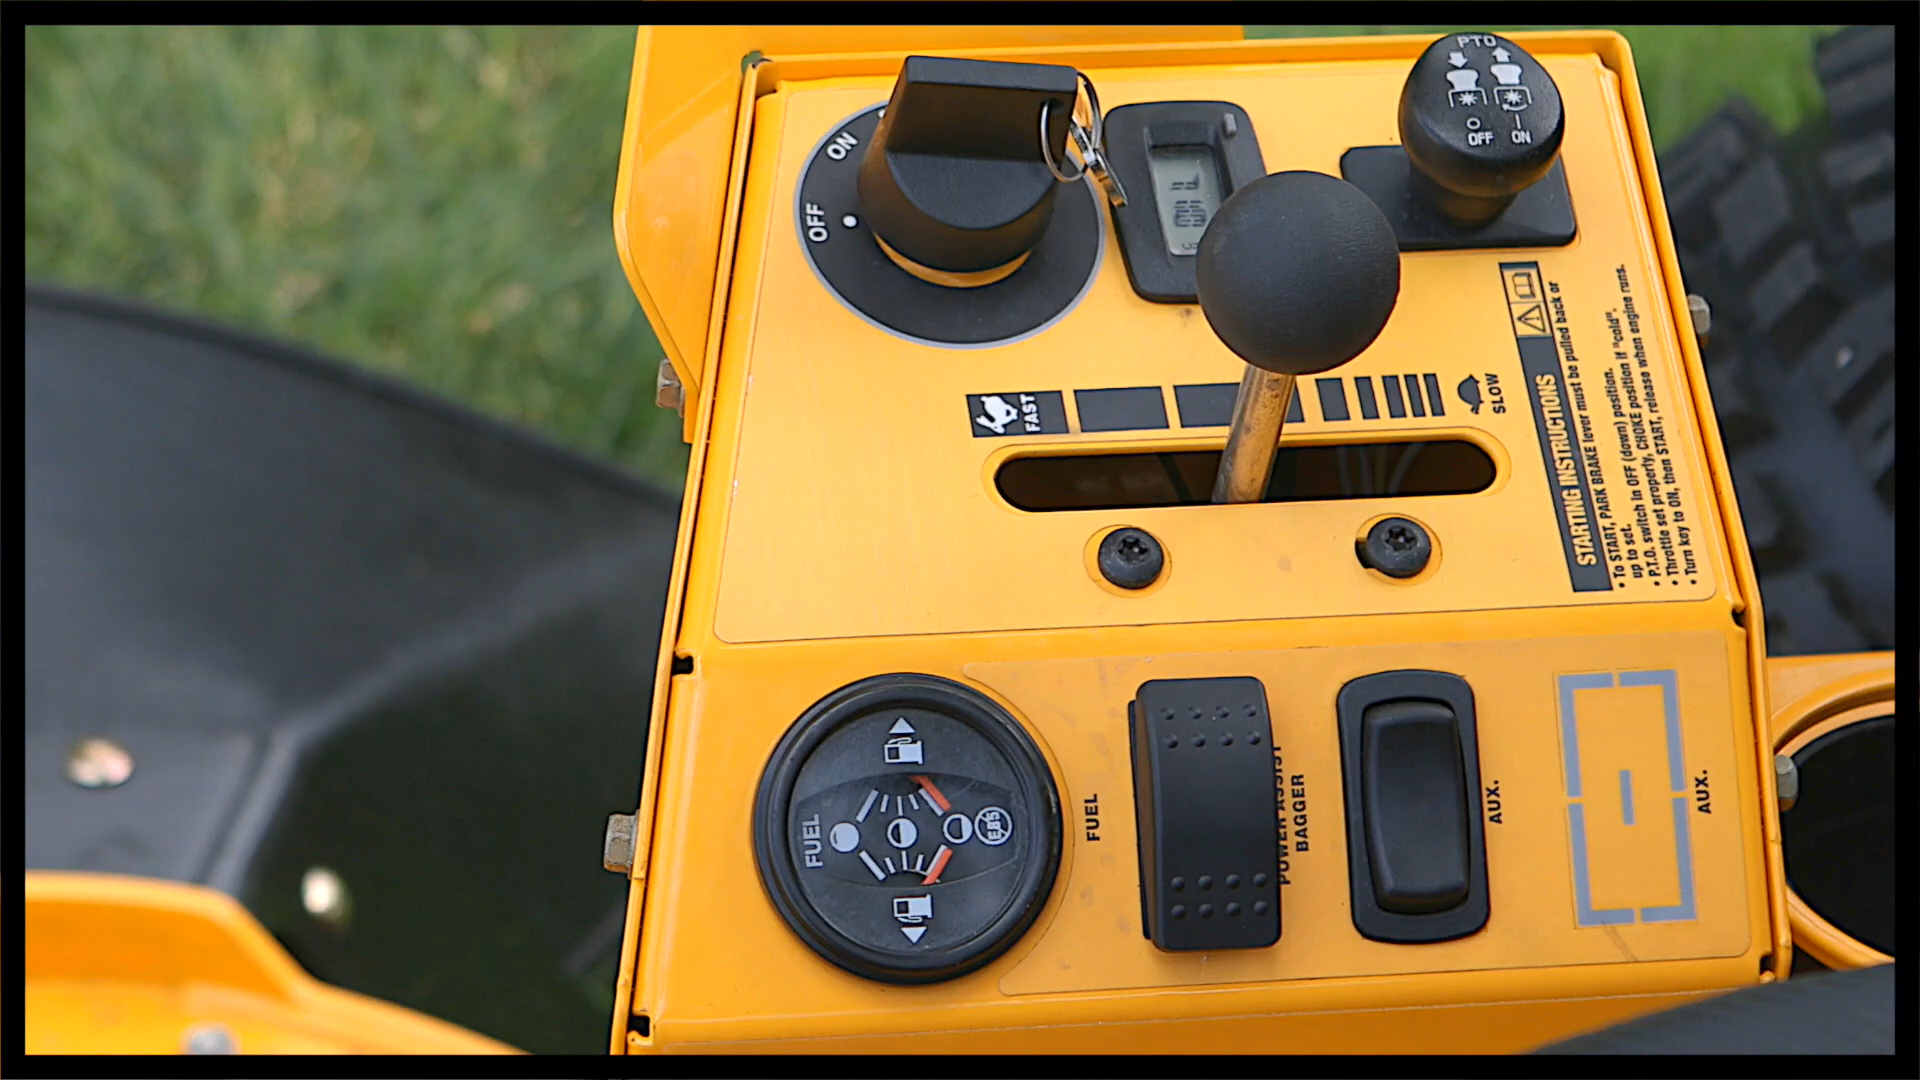 PTO
OFF ON
ON
OFF
FAST
SLOW
STARTING INSTRUCTIONS
• To START, PARK BRAKE lever must be pulled back or
up to set.
• P.T.O. switch in OFF (down) position.
• Throttle set properly, CHOKE position if "cold".
• Turn key to ON, then START, release when engine runs.
FUEL
E85
FUEL
POWER ASSIST
BAGGER
AUX.
AUX.